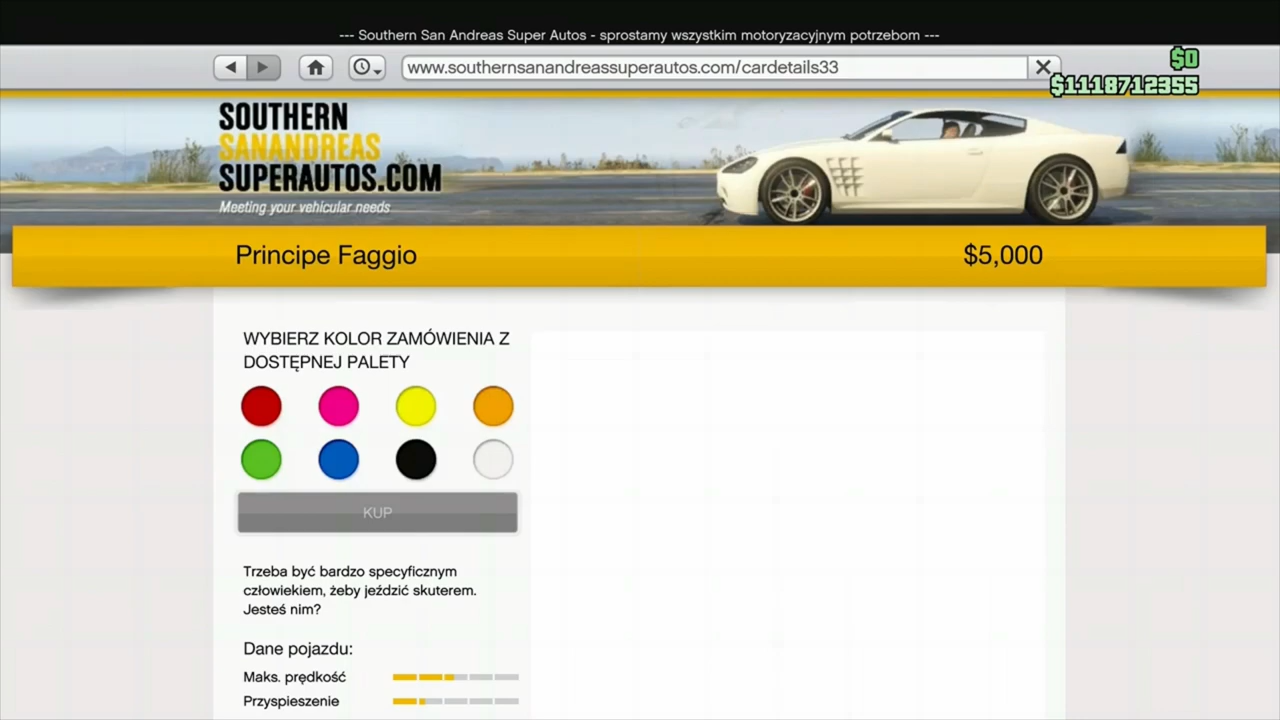 --- Southern San Andreas Super Autos - sprostamy wszystkim motoryzacyjnym potrzebom ---
www.southernsanandreassuperautos.com/cardetails33
$0
$1118712355
SOUTHERN
SANANDREAS
SUPERAUTOS.COM
Meeting your vehicular needs
Principe Faggio $5,000
WYBIERZ KOLOR ZAMÓWIENIA Z
DOSTĘPNEJ PALETY
KUP
Trzeba być bardzo specyficznym
człowiekiem, żeby jeździć skuterem.
Jesteś nim?
Dane pojazdu:
Maks. prędkość
Przyspieszenie